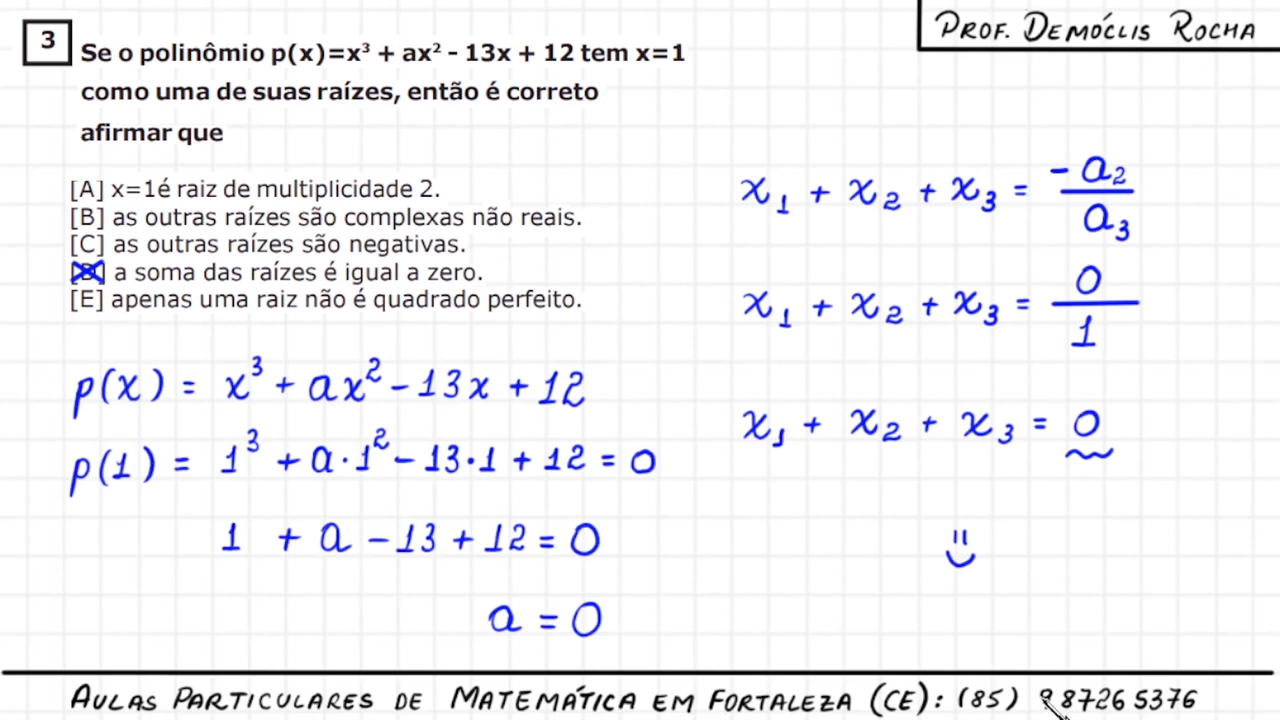 3
Se o polinômio p(x)=x³ + ax² - 13x + 12 tem x=1
como uma de suas raízes, então é correto
afirmar que
[A] x=1é raiz de multiplicidade 2.
[B] as outras raízes são complexas não reais.
[C] as outras raízes são negativas.
[D] a soma das raízes é igual a zero.
[E] apenas uma raiz não é quadrado perfeito.
p(x) = x³ + ax² - 13x + 12
p(1) = 1³ + a·1² - 13·1 + 12 = 0
1 + a - 13 + 12 = 0
a = 0
PROF. DEMÓCLIS ROCHA
x₁ + x₂ + x₃ = -a₂/a₃
x₁ + x₂ + x₃ = 0/1
x₁ + x₂ + x₃ = 0
AULAS PARTICULARES DE MATEMÁTICA EM FORTALEZA (CE): (85) 98726 5376